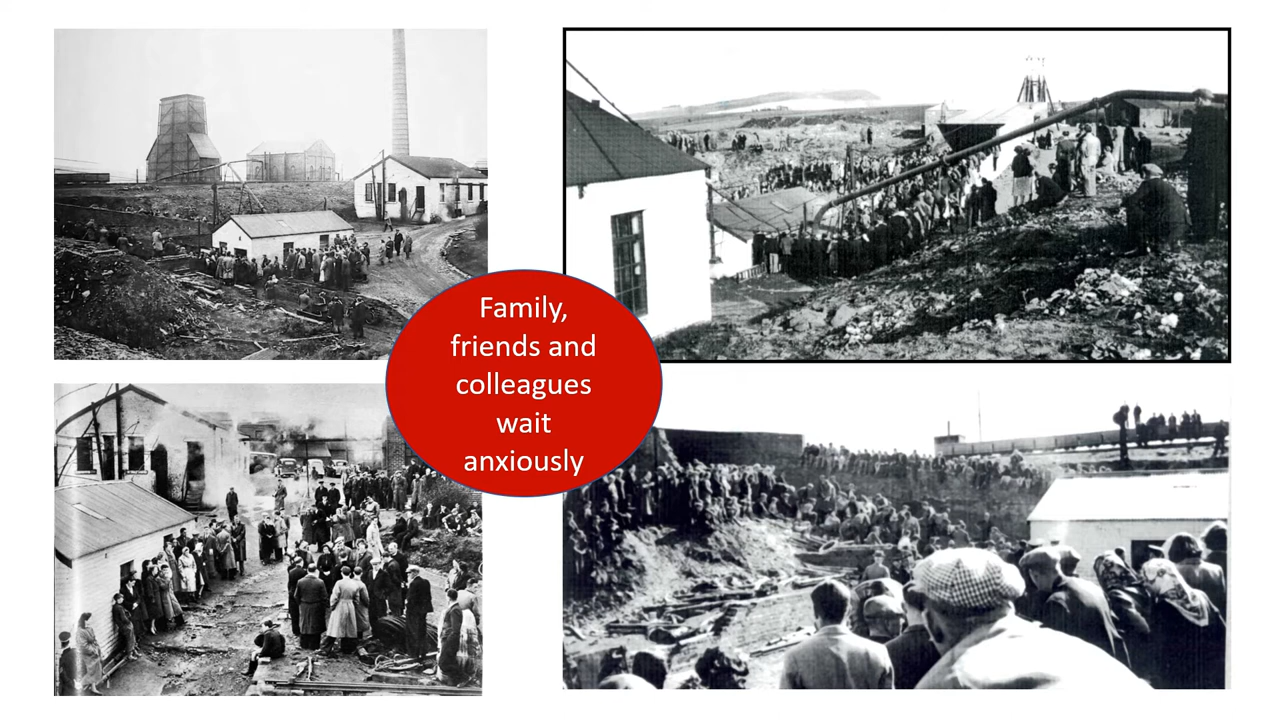 Family,
friends and
colleagues
wait
anxiously